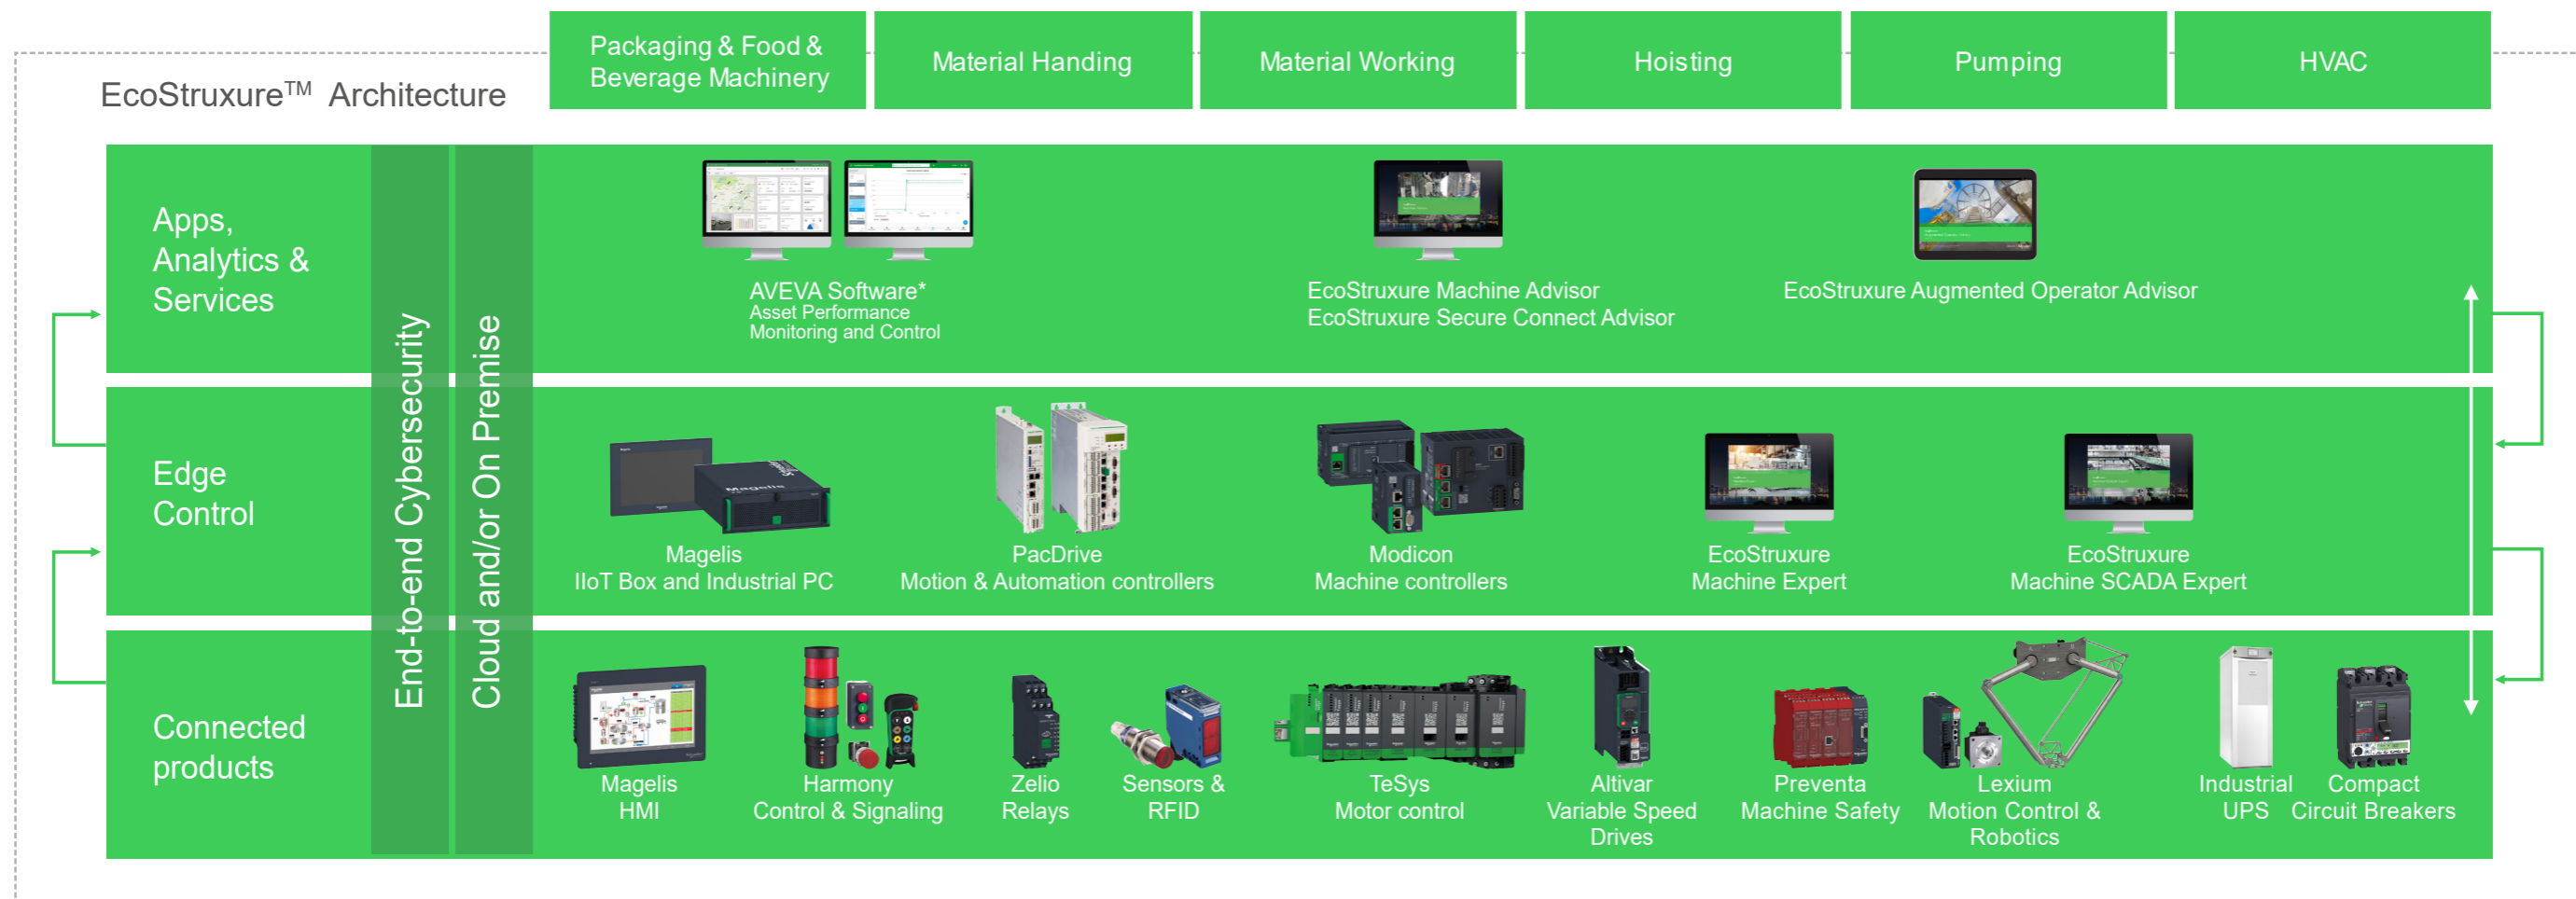 Packaging & Food &
Beverage Machinery
Material Handing
Material Working
Hoisting
Pumping
HVAC
EcoStruxure™ Architecture
Apps,
Analytics &
Services
End-to-end Cybersecurity
Cloud and/or On Premise
AVEVA Software*
Asset Performance
Monitoring and Control
EcoStruxure Machine Advisor
EcoStruxure Secure Connect Advisor
EcoStruxure Augmented Operator Advisor
Edge
Control
Magelis
Magelis
IIoT Box and Industrial PC
PacDrive
Motion & Automation controllers
Modicon
Machine controllers
EcoStruxure
Machine Expert
EcoStruxure
Machine SCADA Expert
Connected
products
Magelis
HMI
Harmony
Control & Signaling
Zelio
Relays
Sensors &
RFID
TeSys
Motor control
Altivar
Variable Speed
Drives
Preventa
Machine Safety
Lexium
Motion Control &
Robotics
Industrial
UPS
Compact
Circuit Breakers